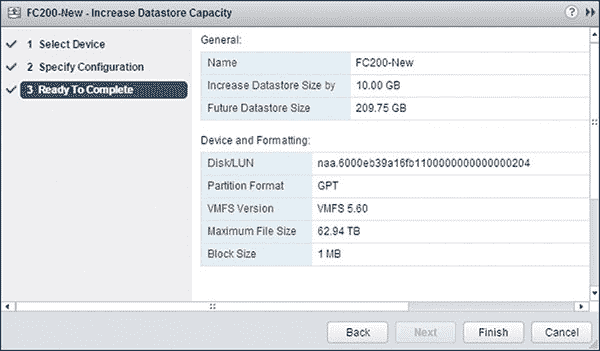 FC200-New - Increase Datastore Capacity
1 Select Device
2 Specify Configuration
3 Ready To Complete
General:
Name FC200-New
Increase Datastore Size by 10.00 GB
Future Datastore Size 209.75 GB
Device and Formatting:
Disk/LUN naa.6000eb39a16fb1100000000000000204
Partition Format GPT
VMFS Version VMFS 5.60
Maximum File Size 62.94 TB
Block Size 1 MB
Back Next Finish Cancel